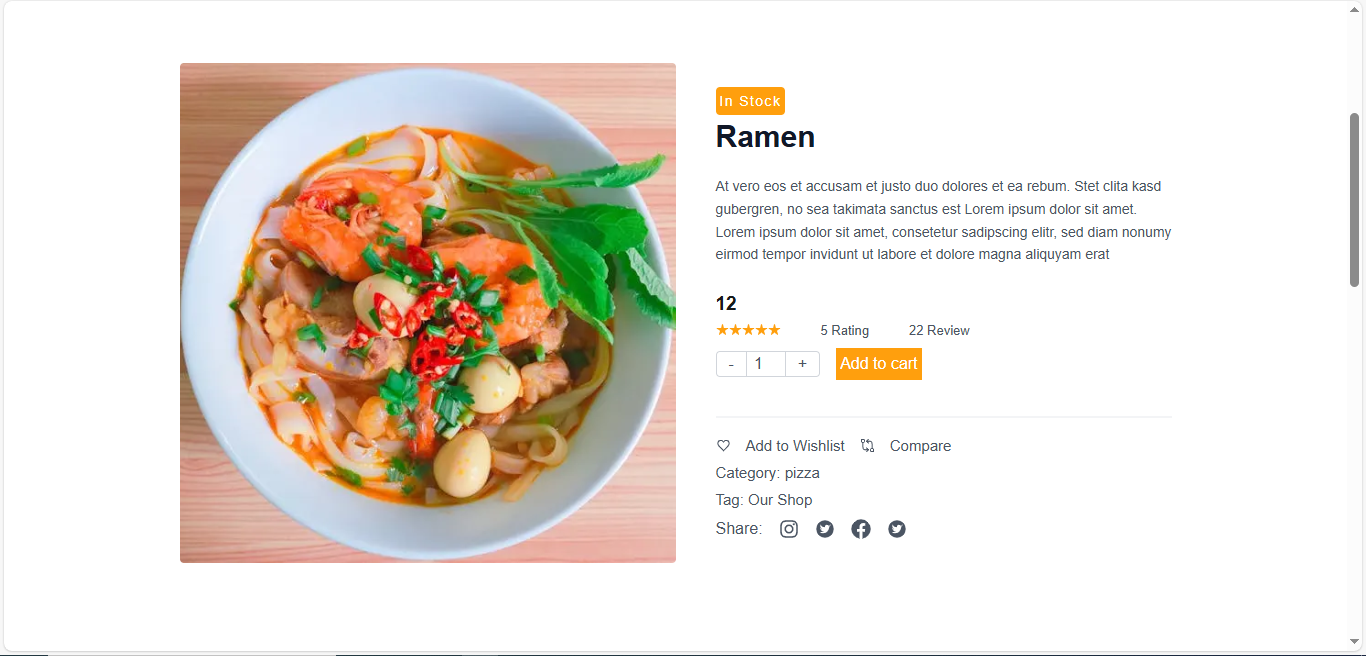 In Stock
Ramen
At vero eos et accusam et justo duo dolores et ea rebum. Stet clita kasd
gubergren, no sea takimata sanctus est Lorem ipsum dolor sit amet.
Lorem ipsum dolor sit amet, consetetur sadipscing elitr, sed diam nonumy
eirmod tempor invidunt ut labore et dolore magna aliquyam erat
12
5 Rating 22 Review
- 1 + Add to cart
Add to Wishlist Compare
Category: pizza
Tag: Our Shop
Share: